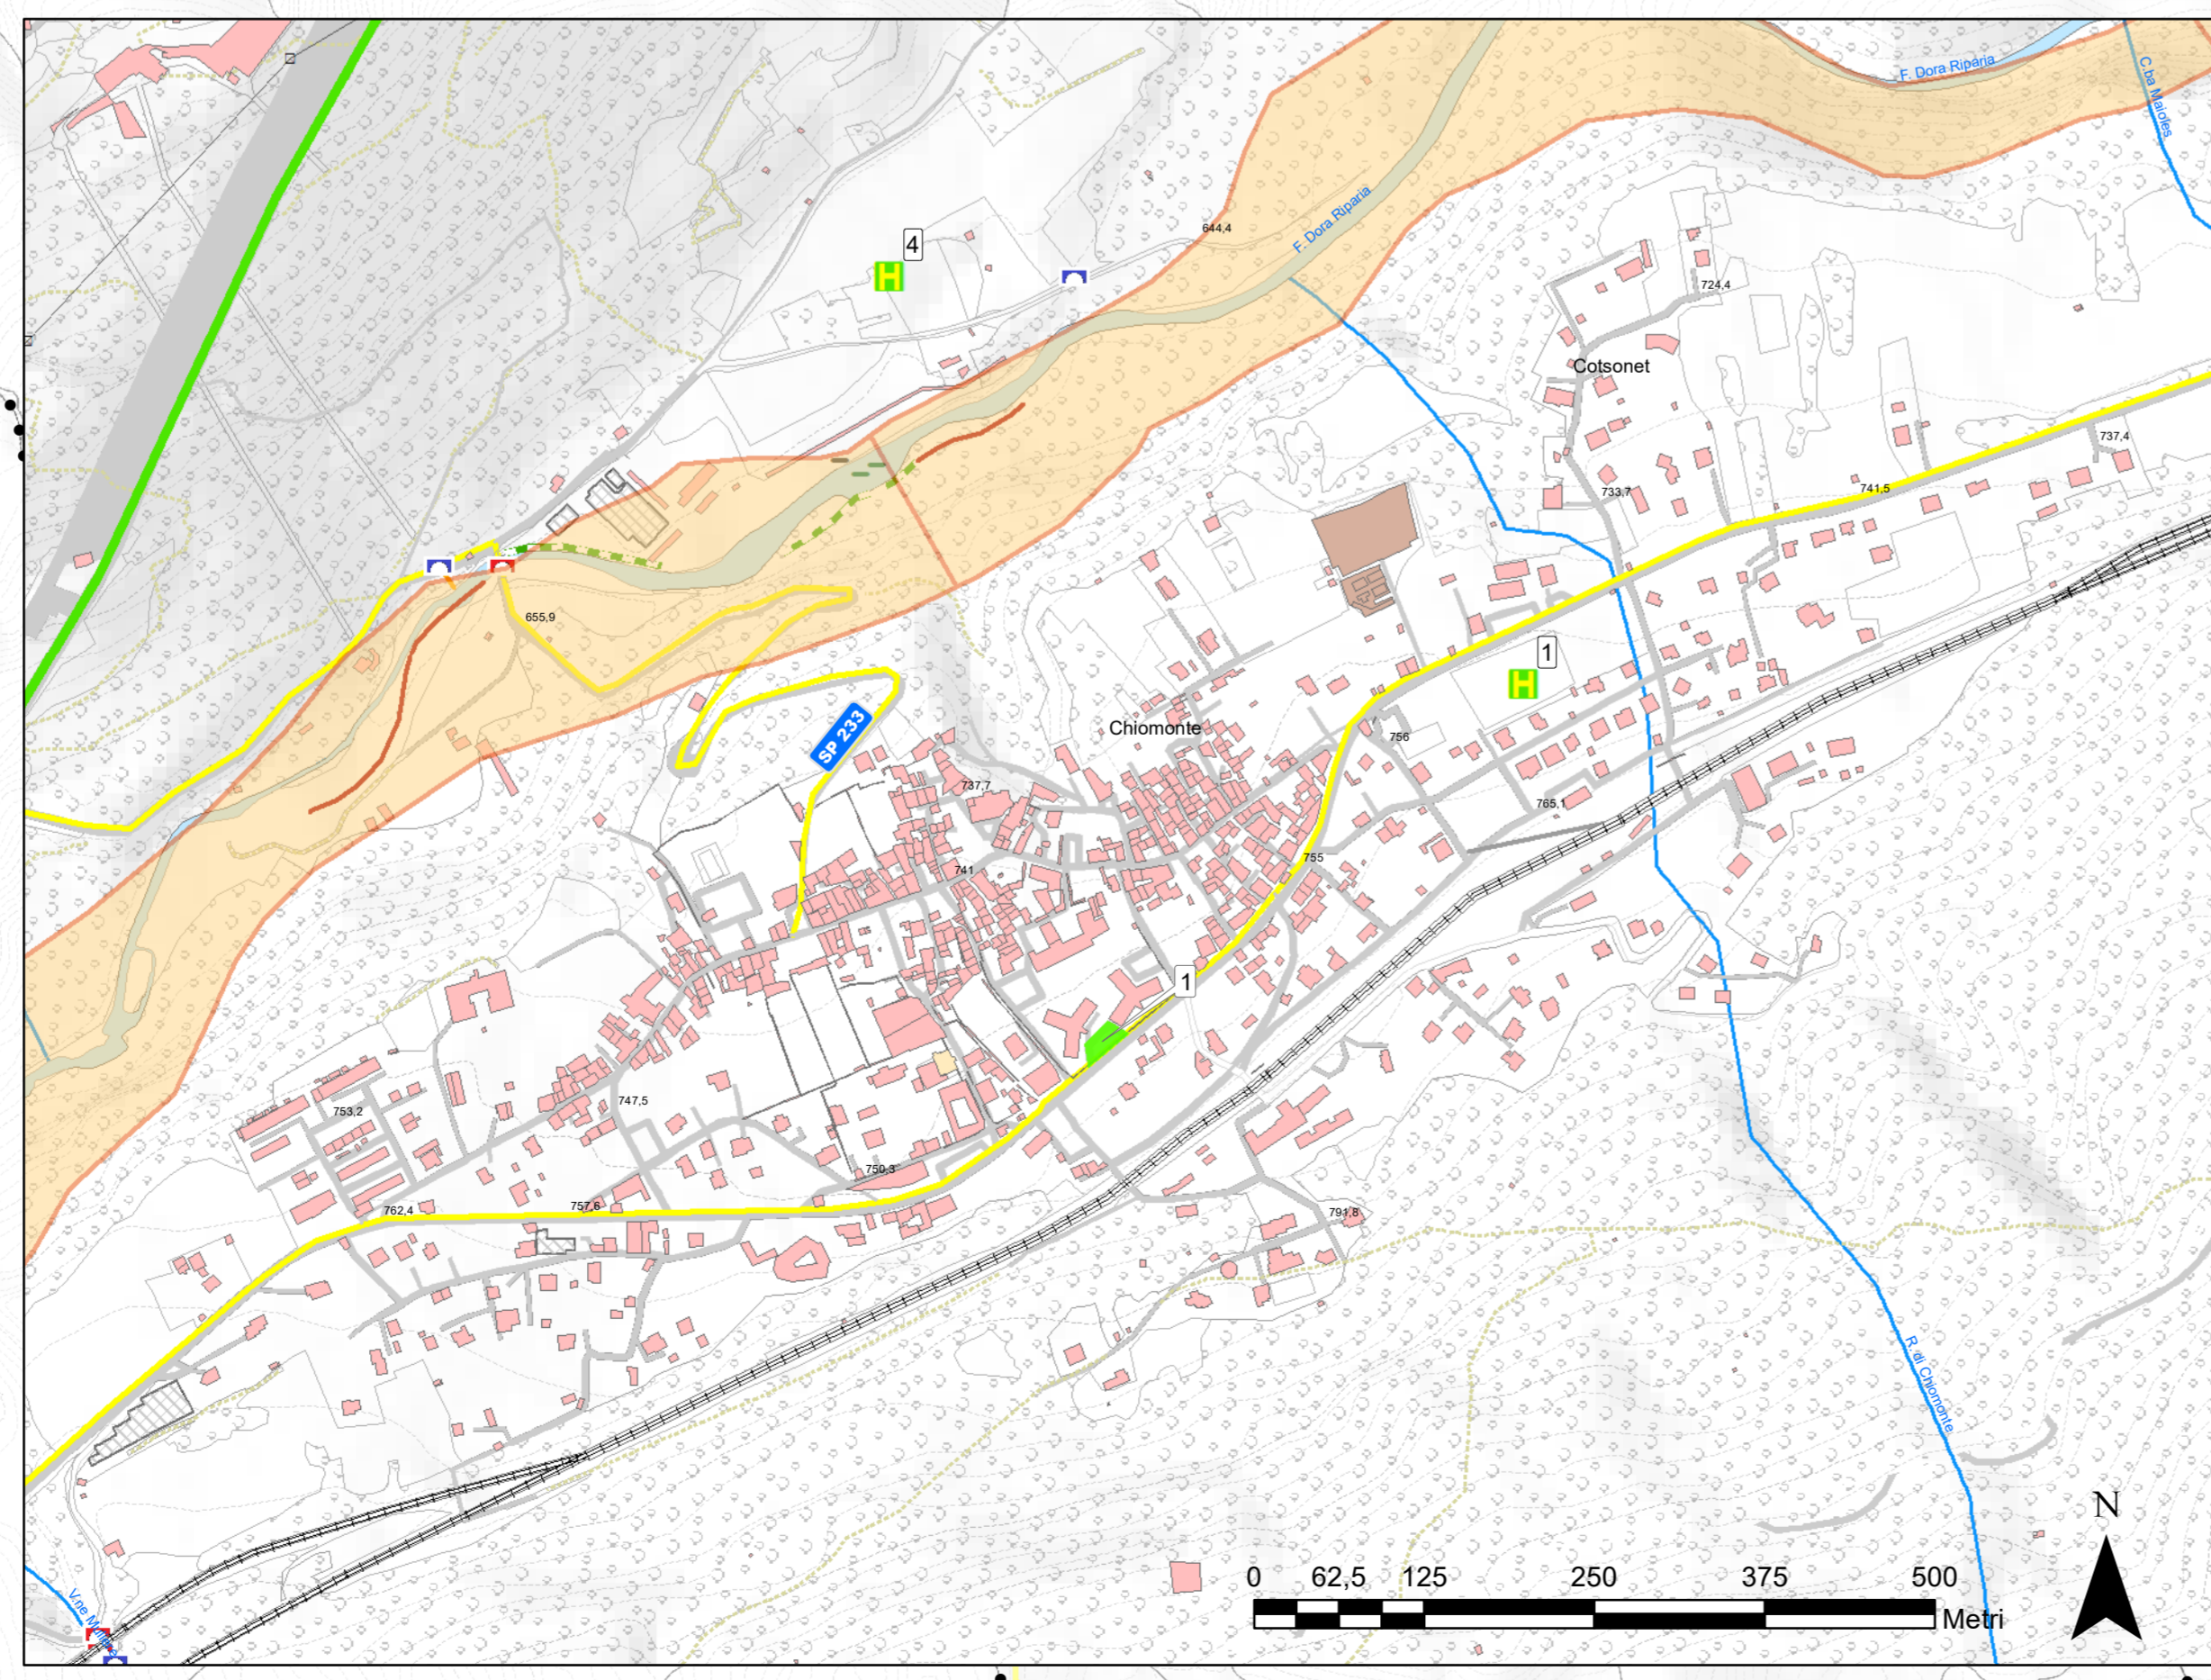 F. Dora Riparia
C.ba Maioles
F. Dora Riparia
644,4
4
H
724,4
Cotsonet
737,4
741,5
733,7
655,9
1
H
SP 233
Chiomonte
756
737,7
765,1
755
741
1
753,2
747,5
750,3
762,4
757,6
791,8
R. di Chiomonte
N
0 62,5 125 250 375 500
Metri
V.ne